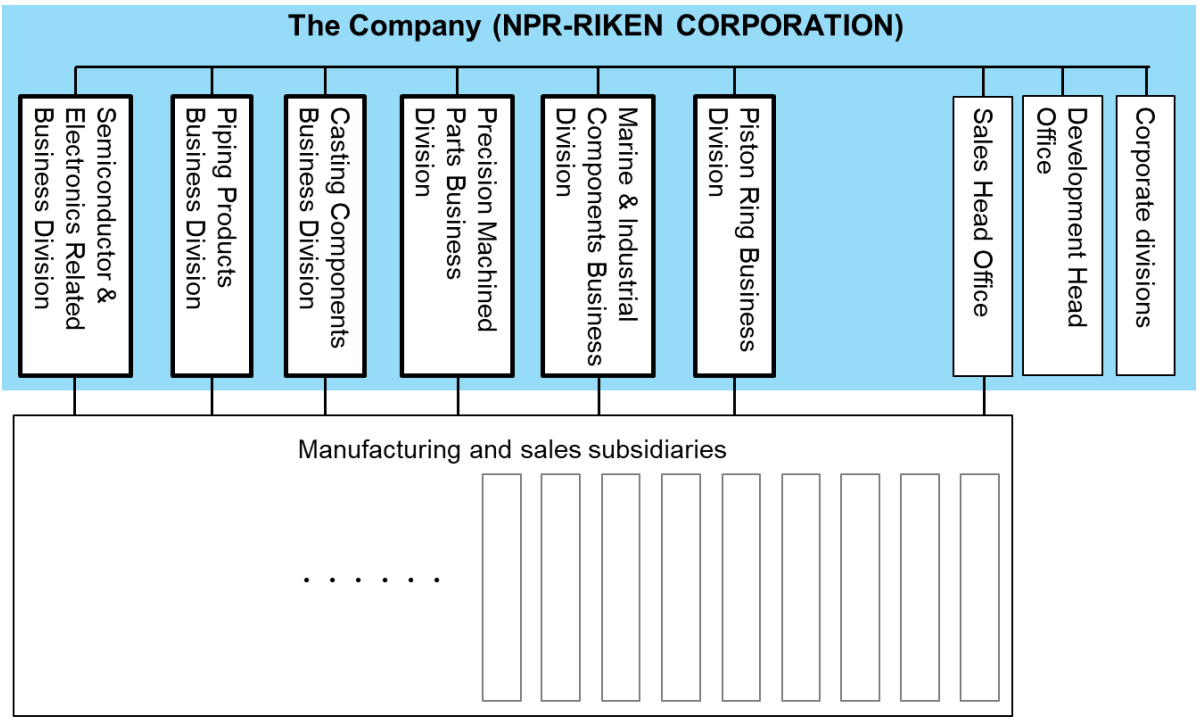 The Company (NPR-RIKEN CORPORATION)
Semiconductor &
Electronics Related
Business Division
Piping Products
Business Division
Casting Components
Business Division
Precision Machined
Parts Business
Division
Marine & Industrial
Components Business
Division
Piston Ring Business
Division
Sales Head Office
Development Head
Office
Corporate divisions
Manufacturing and sales subsidiaries
・・・・・・